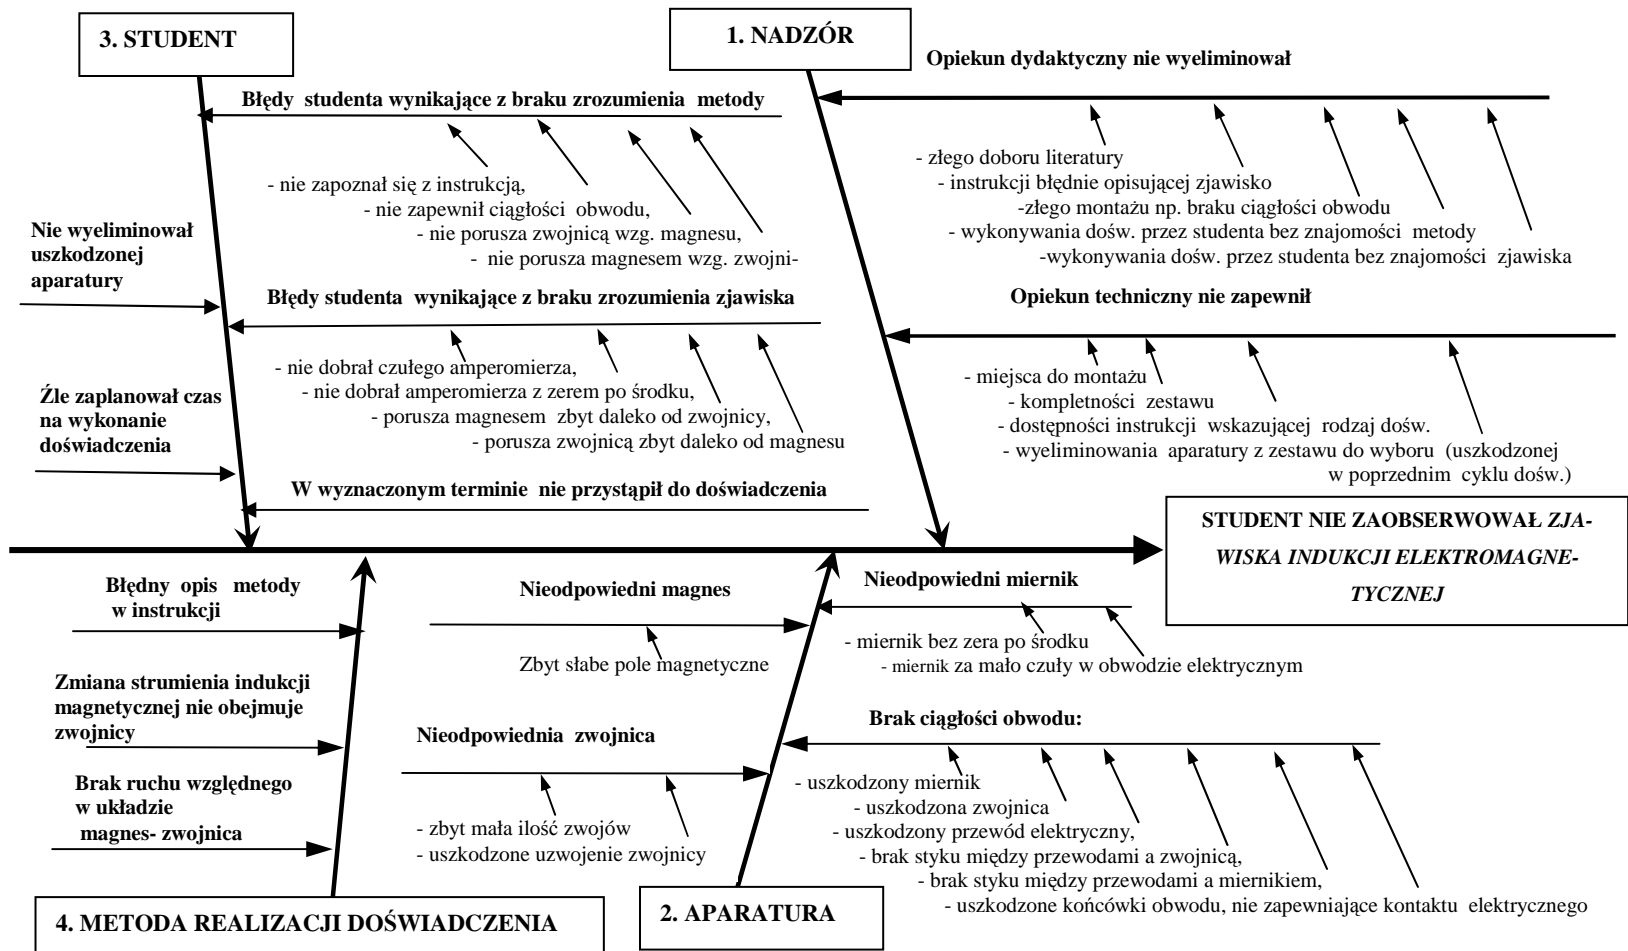 3. STUDENT
1. NADZÓR
Opiekun dydaktyczny nie wyeliminował
Błędy studenta wynikające z braku zrozumienia metody
- złego doboru literatury
- instrukcji błędnie opisującej zjawisko
-złego montażu np. braku ciągłości obwodu
- wykonywania dośw. przez studenta bez znajomości metody
-wykonywania dośw. przez studenta bez znajomości zjawiska
- nie zapoznał się z instrukcją,
- nie zapewnił ciągłości obwodu,
- nie porusza zwojnicą wzg. magnesu,
- nie porusza magnesem wzg. zwojni-
Nie wyeliminował
uszkodzonej
aparatury
Błędy studenta wynikające z braku zrozumienia zjawiska
Opiekun techniczny nie zapewnił
- nie dobrał czułego amperomierza,
- nie dobrał amperomierza z zerem po środku,
- porusza magnesem zbyt daleko od zwojnicy,
- porusza zwojnicą zbyt daleko od magnesu
- miejsca do montażu
- kompletności zestawu
- dostępności instrukcji wskazującej rodzaj dośw.
- wyeliminowania aparatury z zestawu do wyboru (uszkodzonej
w poprzednim cyklu dośw.)
Źle zaplanował czas
na wykonanie
doświadczenia
W wyznaczonym terminie nie przystąpił do doświadczenia
STUDENT NIE ZAOBSERWOWAŁ ZJA-
WISKA INDUKCJI ELEKTROMAGNE-
TYCZNEJ
Błędny opis metody
w instrukcji
Nieodpowiedni magnes
Zbyt słabe pole magnetyczne
Nieodpowiedni miernik
- miernik bez zera po środku
- miernik za mało czuły w obwodzie elektrycznym
Zmiana strumienia indukcji
magnetycznej nie obejmuje
zwojnicy
Nieodpowiednia zwojnica
- zbyt mała ilość zwojów
- uszkodzone uzwojenie zwojnicy
Brak ciągłości obwodu:
- uszkodzony miernik
- uszkodzona zwojnica
- uszkodzony przewód elektryczny,
- brak styku między przewodami a zwojnicą,
- brak styku między przewodami a miernikiem,
- uszkodzone końcówki obwodu, nie zapewniające kontaktu elektrycznego
Brak ruchu względnego
w układzie
magnes- zwojnica
4. METODA REALIZACJI DOŚWIADCZENIA
2. APARATURA